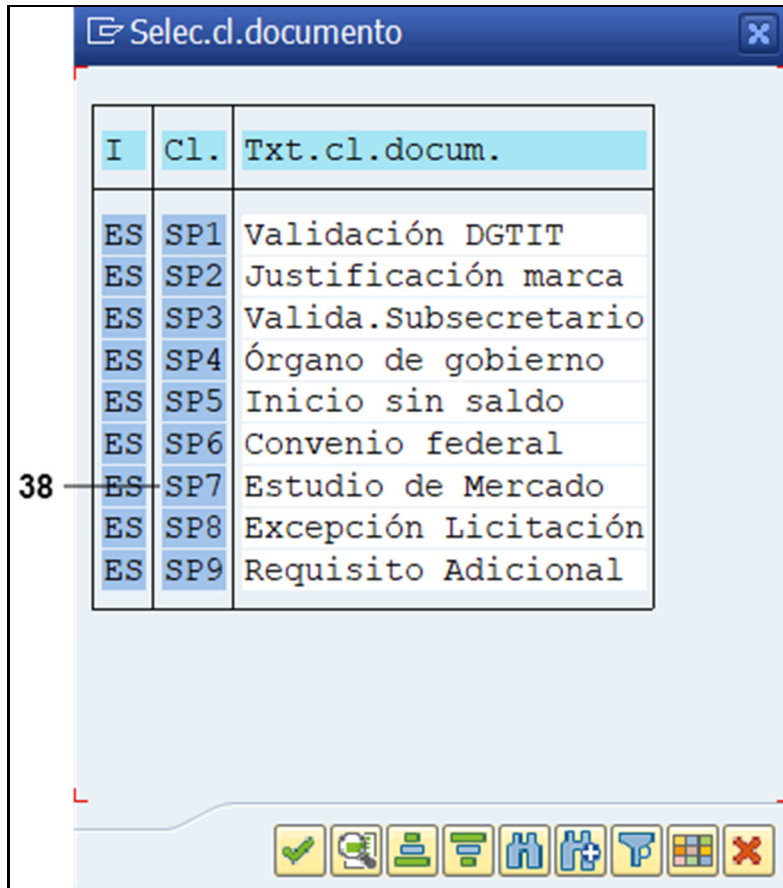 Selec.cl.documento
I Cl. Txt.cl.docum.
ES SP1 Validación DGTIT
ES SP2 Justificación marca
ES SP3 Valida.Subsecretario
ES SP4 Órgano de gobierno
ES SP5 Inicio sin saldo
ES SP6 Convenio federal
38 ES SP7 Estudio de Mercado
ES SP8 Excepción Licitación
ES SP9 Requisito Adicional